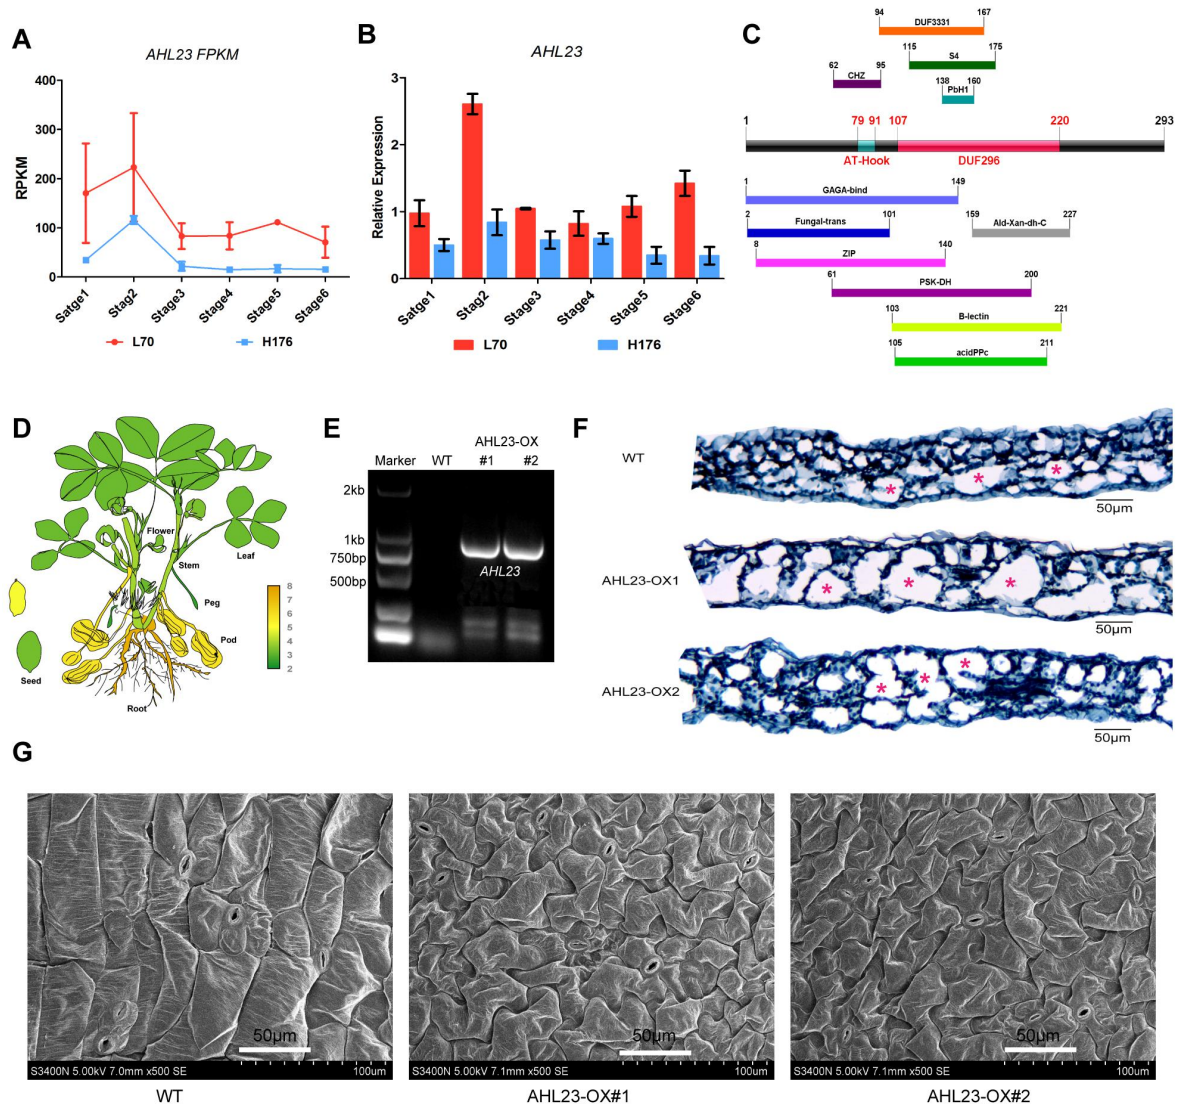 A
AHL23 FPKM
RPKM
400
300
200
100
0
Satge1
Stag2
Stage3
Stage4
Stage5
Stage6
L70
H176
B
AHL23
Relative Expression
3
2
1
0
Satge1
Stag2
Stage3
Stage4
Stage5
Stage6
L70
H176
C
94 DUF3331 167
115 S4 175
62 CHZ 95
138 PbH1 160
1 79 91 107 220 293
AT-Hook DUF296
1 GAGA-bind 149
2 Fungal-trans 101
159 Ald-Xan-dh-C 227
8 ZIP 140
61 PSK-DH 200
103 B-lectin 221
105 acidPPc 211
D
Flower
Leaf
Stem
Peg
Pod
Seed
Root
8
7
6
5
4
3
2
E
AHL23-OX
Marker WT #1 #2
2kb
1kb
750bp
500bp
AHL23
F
WT
* * *
50μm
AHL23-OX1
* * *
50μm
AHL23-OX2
* * *
50μm
G
50μm
S3400N 5.00kV 7.0mm x500 SE 100um
WT
50μm
S3400N 5.00kV 7.1mm x500 SE 100um
AHL23-OX#1
50μm
S3400N 5.00kV 7.1mm x500 SE 100um
AHL23-OX#2